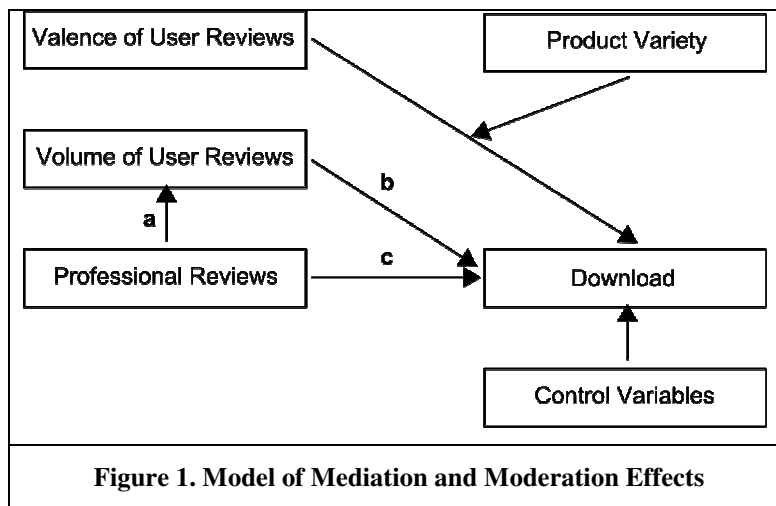 Valence of User Reviews
Product Variety
Volume of User Reviews
b
a
Professional Reviews
c
Download
Control Variables
Figure 1. Model of Mediation and Moderation Effects